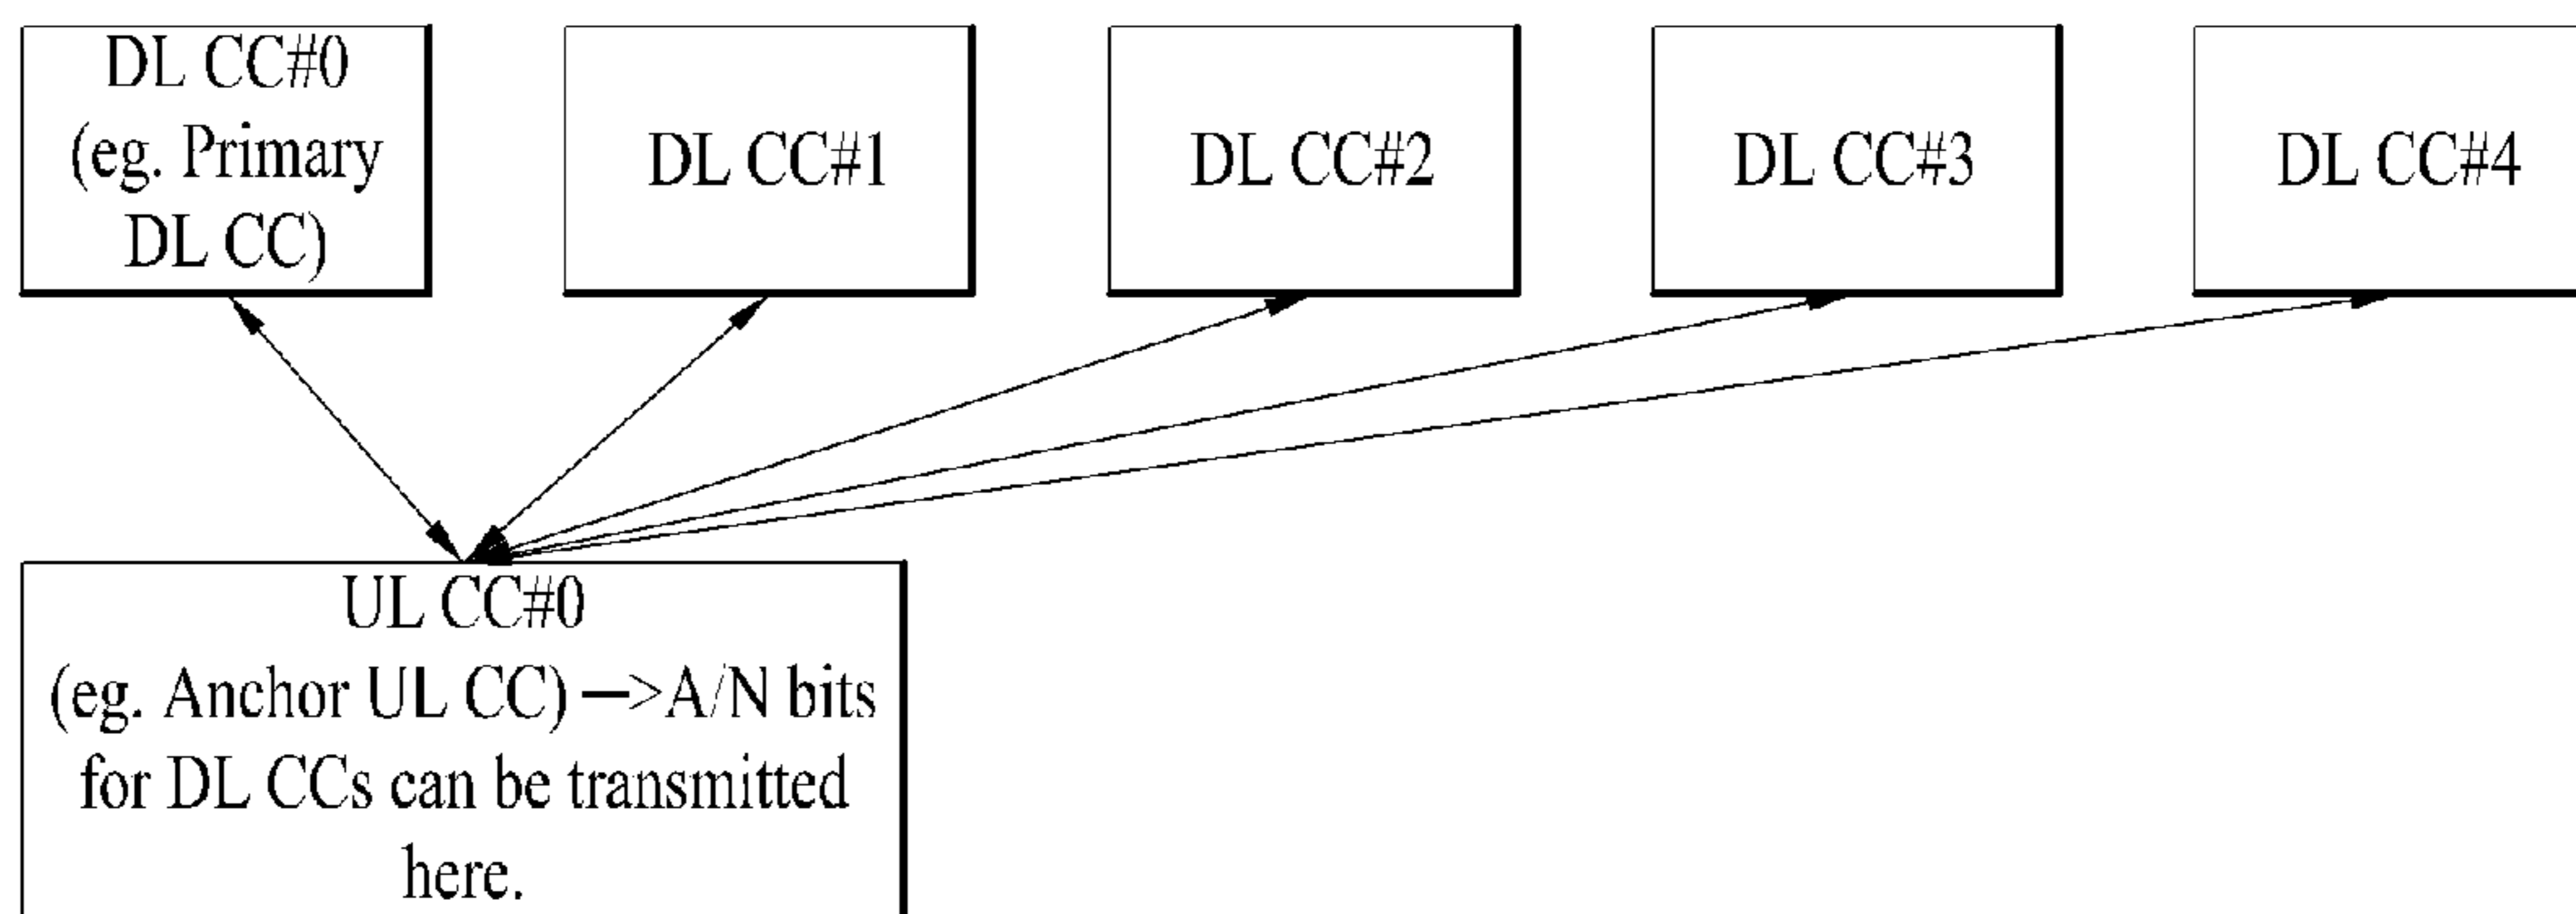 DL CC#0
(eg. Primary
DL CC)
DL CC#1
DL CC#2
DL CC#3
DL CC#4
UL CC#0
(eg. Anchor UL CC) —>A/N bits
for DL CCs can be transmitted
here.